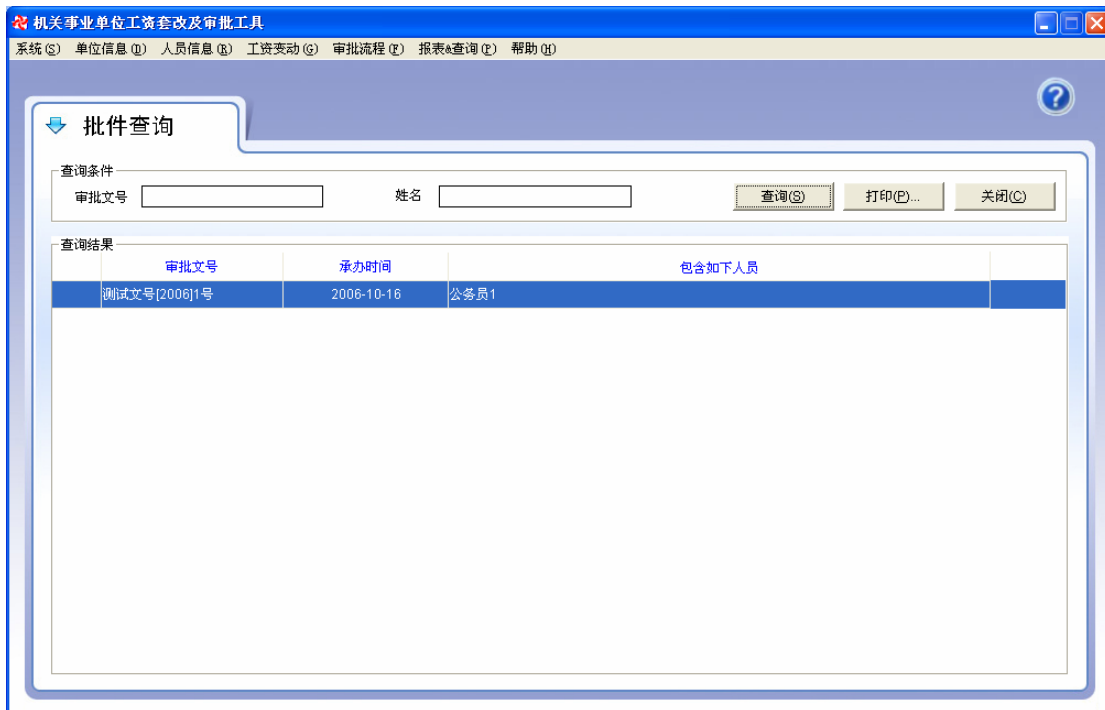 机关事业单位工资套改及审批工具
系统(S) 单位信息(D) 人员信息(R) 工资变动(G) 审批流程(F) 报表&查询(P) 帮助(H)
批件查询
查询条件
审批文号 姓名 查询(S) 打印(P)... 关闭(C)
查询结果
审批文号 承办时间 包含如下人员
测试文号[2006]1号 2006-10-16 公务员1